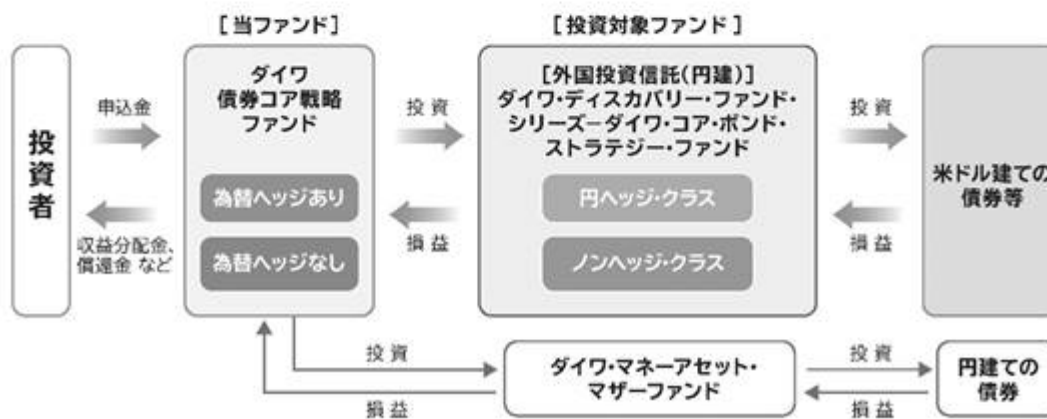 [当ファンド]
[投資対象ファンド]
投資者
申込金
収益分配金、
償還金 など
ダイワ
債券コア戦略
ファンド
為替ヘッジあり
為替ヘッジなし
投 資
損 益
[外国投資信託(円建)]
ダイワ・ディスカバリー・ファンド・
シリーズ－ダイワ・コア・ボンド・
ストラテジー・ファンド
円ヘッジ・クラス
ノンヘッジ・クラス
投 資
損 益
米ドル建ての
債券等
投 資
損 益
ダイワ・マネーアセット・
マザーファンド
投 資
損 益
円建ての
債券